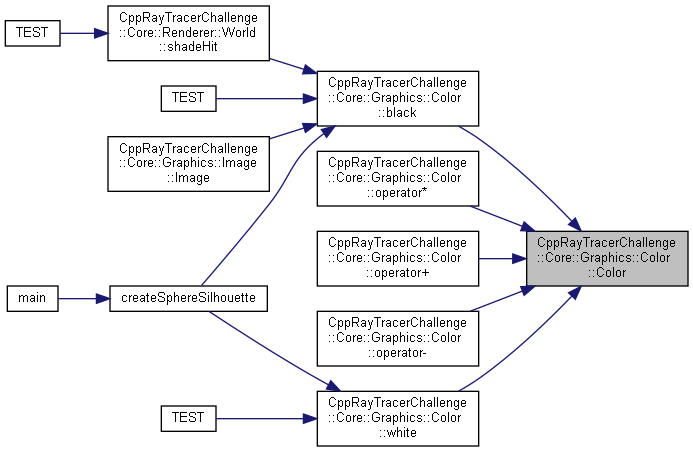 TEST
CppRayTracerChallenge
::Core::Renderer::World
::shadeHit
TEST
CppRayTracerChallenge
::Core::Graphics::Color
::black
CppRayTracerChallenge
::Core::Graphics::Image
::Image
CppRayTracerChallenge
::Core::Graphics::Color
::operator*
CppRayTracerChallenge
::Core::Graphics::Color
::operator+
CppRayTracerChallenge
::Core::Graphics::Color
::Color
main
createSphereSilhouette
CppRayTracerChallenge
::Core::Graphics::Color
::operator-
TEST
CppRayTracerChallenge
::Core::Graphics::Color
::white